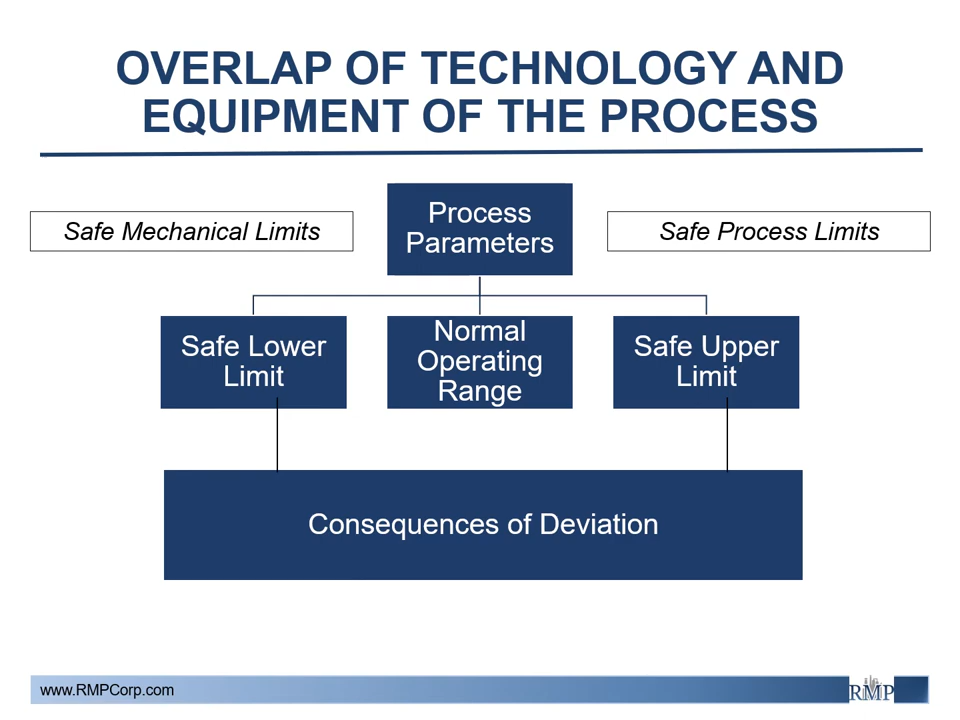 OVERLAP OF TECHNOLOGY AND
EQUIPMENT OF THE PROCESS
Safe Mechanical Limits
Process
Parameters
Safe Process Limits
Safe Lower
Limit
Normal
Operating
Range
Safe Upper
Limit
Consequences of Deviation
www.RMPCorp.com
RMP